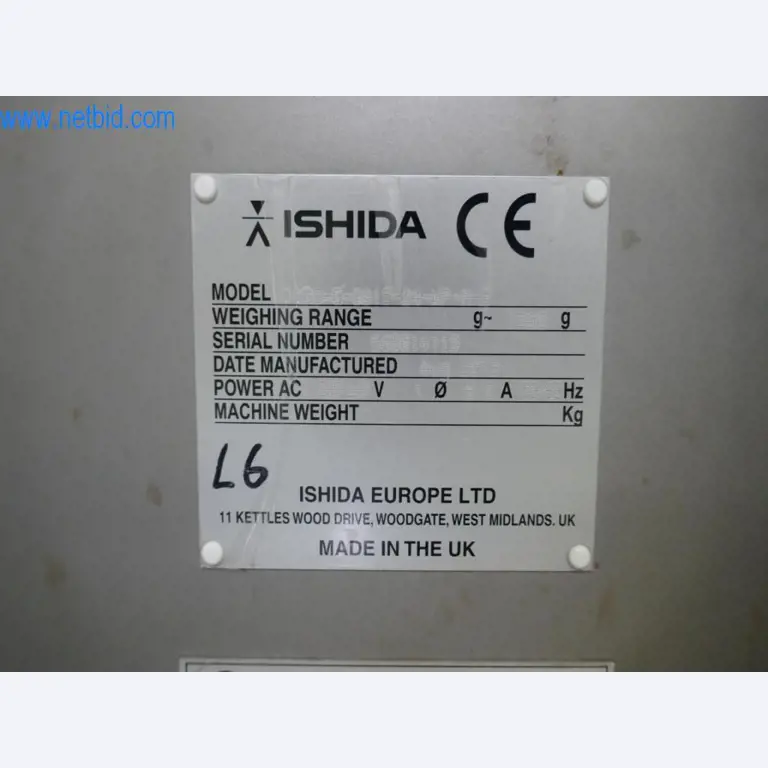 www.netbid.com
ISHIDA CE
MODEL
WEIGHING RANGE g~ g
SERIAL NUMBER
DATE MANUFACTURED
POWER AC V Ø A Hz
MACHINE WEIGHT Kg
L6
ISHIDA EUROPE LTD
11 KETTLES WOOD DRIVE, WOODGATE, WEST MIDLANDS. UK
MADE IN THE UK